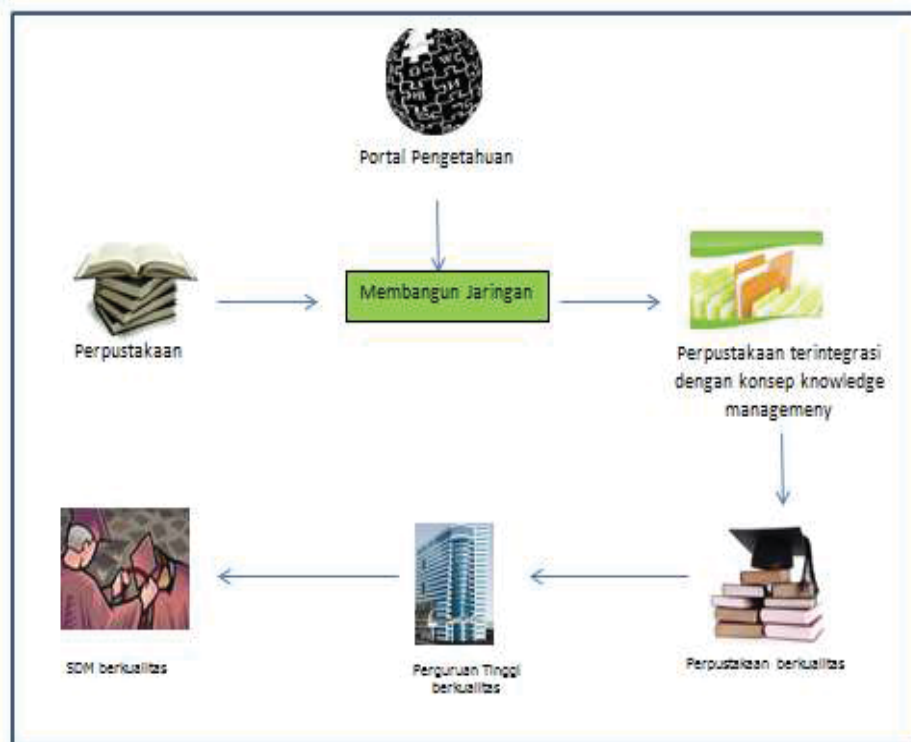 Portal Pengetahuan
Membangun Jaringan
Perpustakaan
Perpustakaan terintegrasi
dengan konsep knowledge
managemeny
SDM berkualitas
Perguruan Tinggi
berkualitas
Perpustakaan berkualitas